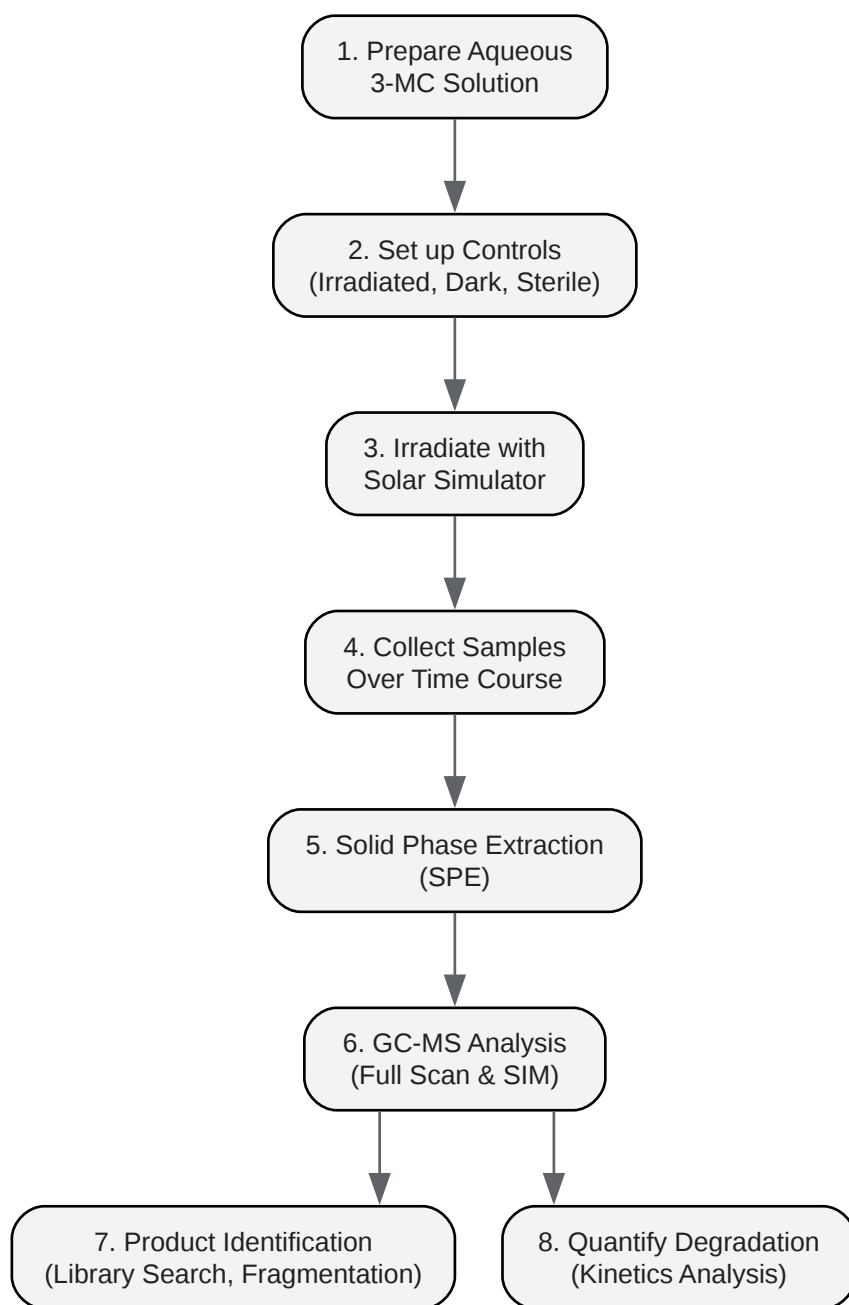 1. Prepare Aqueous
3-MC Solution
2. Set up Controls
(Irradiated, Dark, Sterile)
3. Irradiate with
Solar Simulator
4. Collect Samples
Over Time Course
5. Solid Phase Extraction
(SPE)
6. GC-MS Analysis
(Full Scan & SIM)
7. Product Identification
(Library Search, Fragmentation)
8. Quantify Degradation
(Kinetics Analysis)